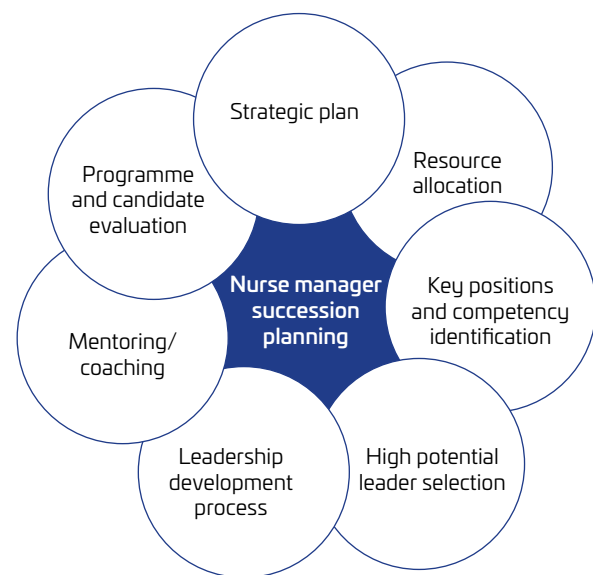 Strategic plan
Resource
allocation
Key positions
and competency
identification
High potential
leader selection
Leadership
development
process
Mentoring/
coaching
Programme
and candidate
evaluation
Nurse manager
succession
planning